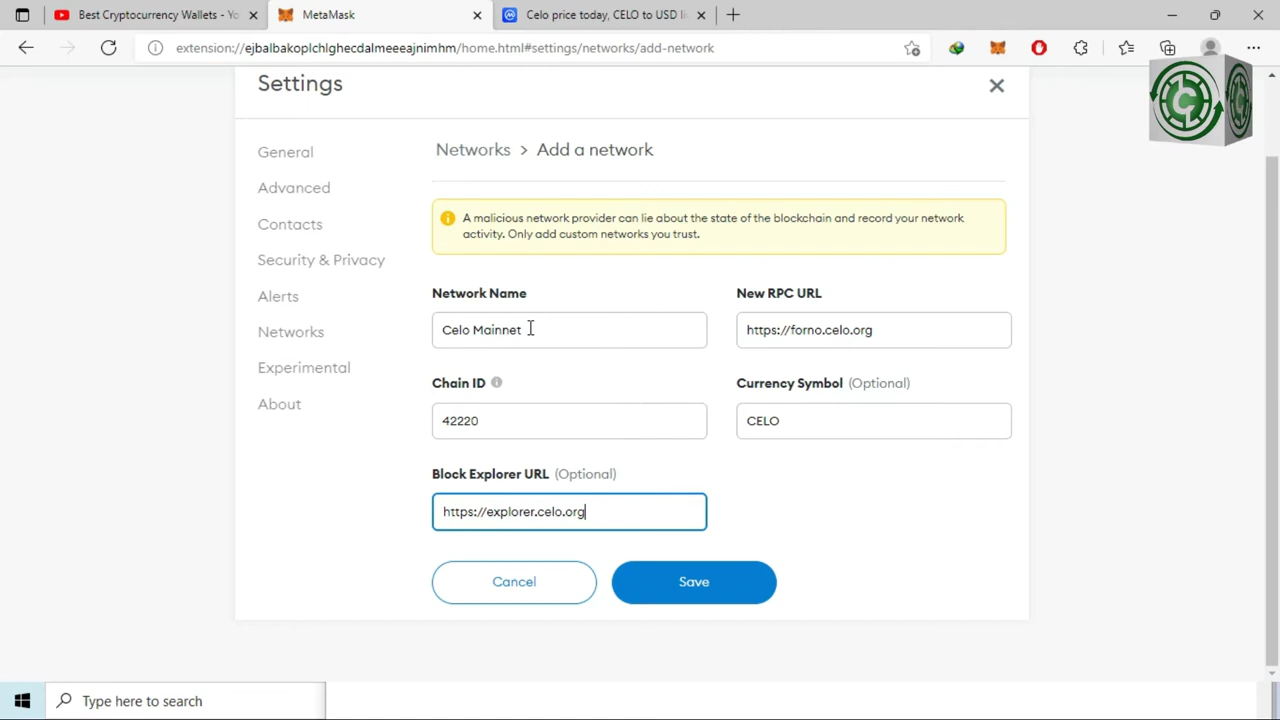 Best Cryptocurrency Wallets - Yo
MetaMask
Celo price today, CELO to USD li
extension://ejbalbakoplchlghecdalmeeeajnimhm/home.html#settings/networks/add-network
Settings
General
Advanced
Contacts
Security & Privacy
Alerts
Networks
Experimental
About
Networks > Add a network
A malicious network provider can lie about the state of the blockchain and record your network
activity. Only add custom networks you trust.
Network Name
Celo Mainnet
New RPC URL
https://forno.celo.org
Chain ID
42220
Currency Symbol (Optional)
CELO
Block Explorer URL (Optional)
https://explorer.celo.org
Cancel
Save
Type here to search